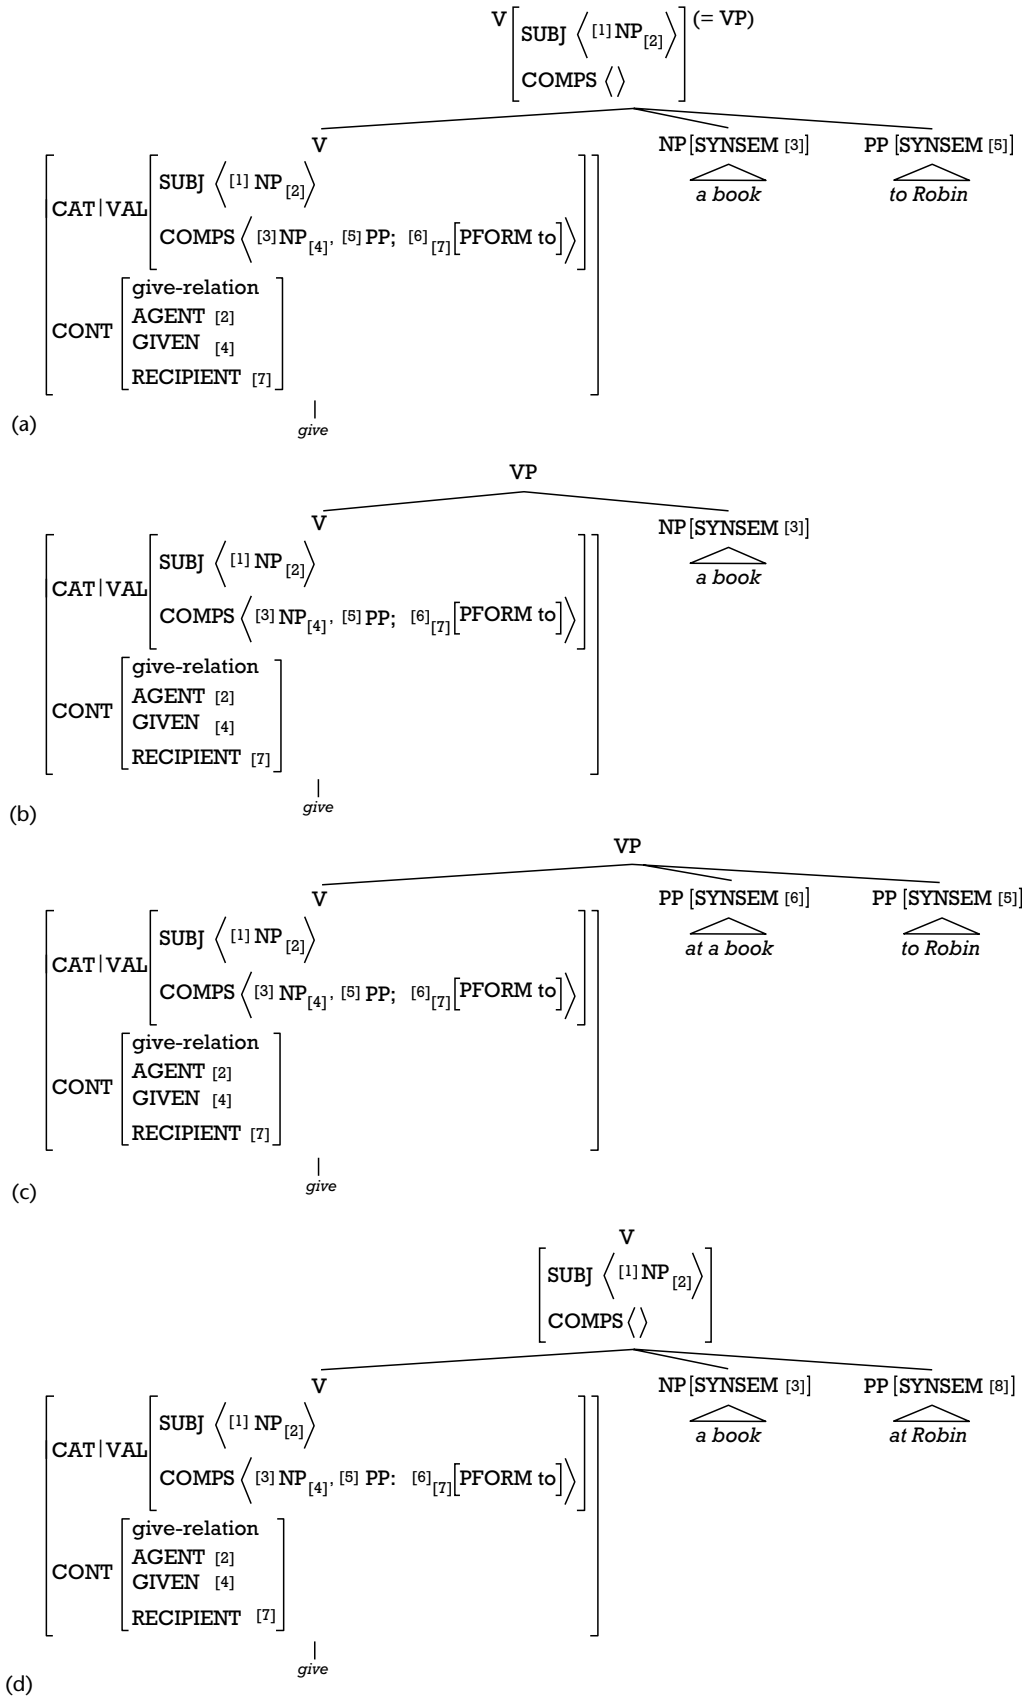 V [SUBJ ⟨[1] NP[2]⟩ (= VP)
COMPS ⟨⟩]
V NP [SYNSEM [3]] PP [SYNSEM [5]]
a book to Robin
SUBJ ⟨[1] NP [2]⟩
CAT|VAL
COMPS ⟨[3] NP[4], [5] PP; [6][7] [PFORM to]⟩
give-relation
AGENT [2]
GIVEN [4]
CONT
RECIPIENT [7]
(a)
give
VP
V NP [SYNSEM [3]]
a book
SUBJ ⟨[1] NP [2]⟩
CAT|VAL
COMPS ⟨[3] NP[4], [5] PP; [6][7] [PFORM to]⟩
give-relation
AGENT [2]
CONT
GIVEN [4]
RECIPIENT [7]
give
(b)
VP
V PP [SYNSEM [6]] PP [SYNSEM [5]]
at a book to Robin
SUBJ ⟨[1] NP [2]⟩
CAT|VAL
COMPS ⟨[3] NP[4], [5] PP; [6][7] [PFORM to]⟩
give-relation
AGENT [2]
CONT
GIVEN [4]
RECIPIENT [7]
give
(c)
V
[SUBJ ⟨[1] NP [2]⟩
COMPS ⟨⟩]
V NP [SYNSEM [3]] PP [SYNSEM [8]]
a book at Robin
SUBJ ⟨[1] NP [2]⟩
CAT|VAL
COMPS ⟨[3] NP[4], [5] PP: [6][7] [PFORM to]⟩
give-relation
AGENT [2]
CONT
GIVEN [4]
RECIPIENT [7]
give
(d)